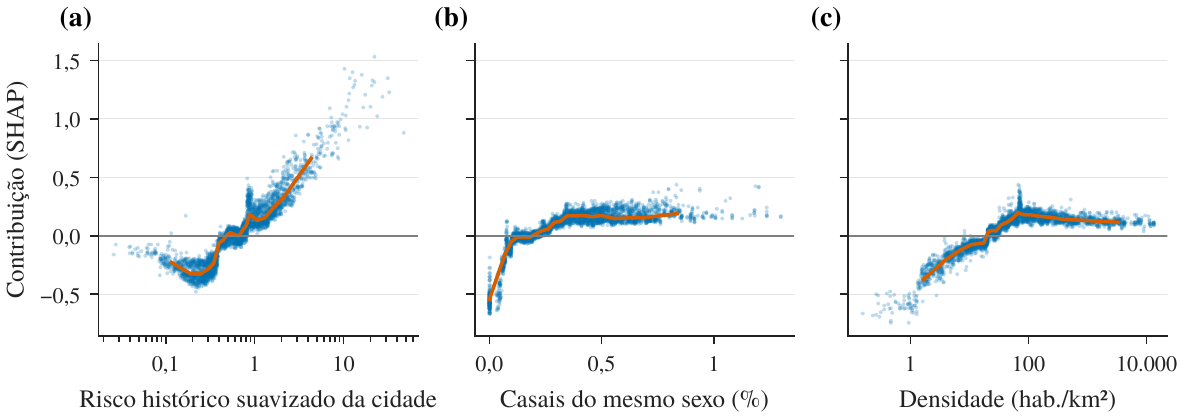 (a)
(b)
(c)
Contribuição (SHAP)
1,5
1,0
0,5
0,0
−0,5
0,1
1
10
Risco histórico suavizado da cidade
0,0
0,5
1
Casais do mesmo sexo (%)
1
100
10.000
Densidade (hab./km²)